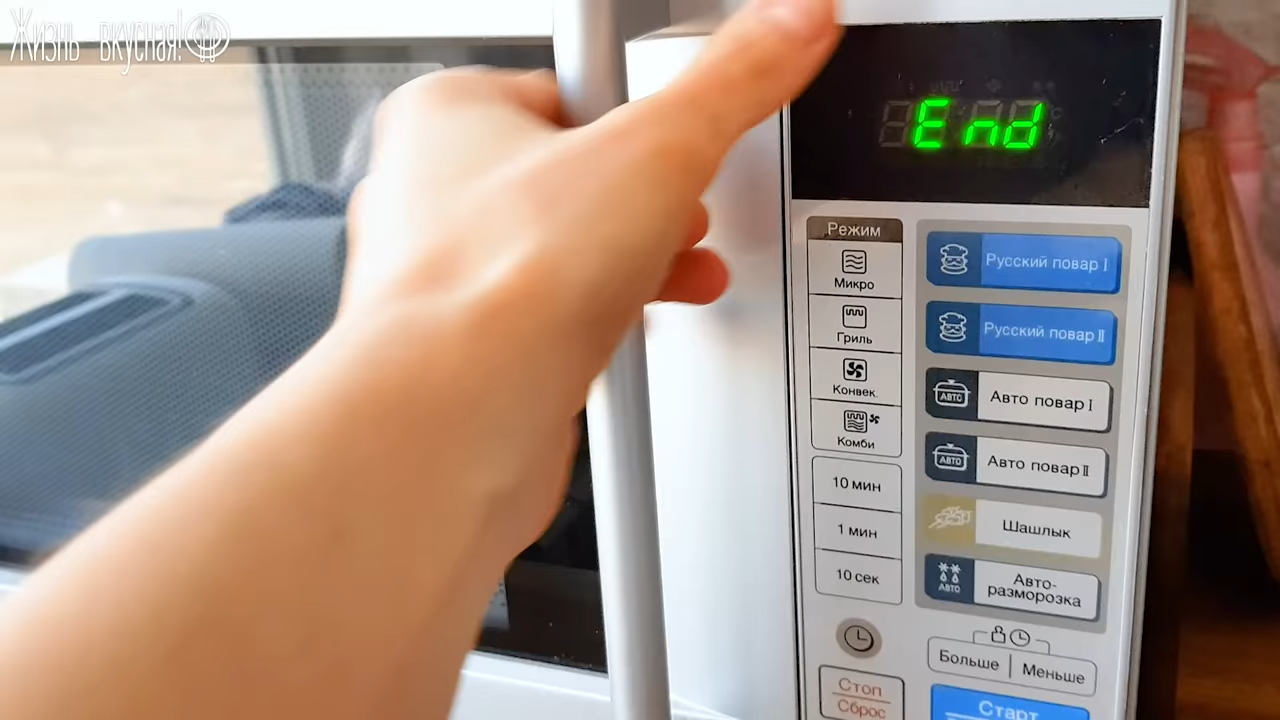 Жизнь вкусная!
End
Режим
Микро
Гриль
Конвек.
Комби
10 мин
1 мин
10 сек
Русский повар I
Русский повар II
АВТО
Авто повар I
АВТО
Авто повар II
Шашлык
АВТО
Авто-
разморозка
Больше | Меньше
Стоп
Сброс
Старт